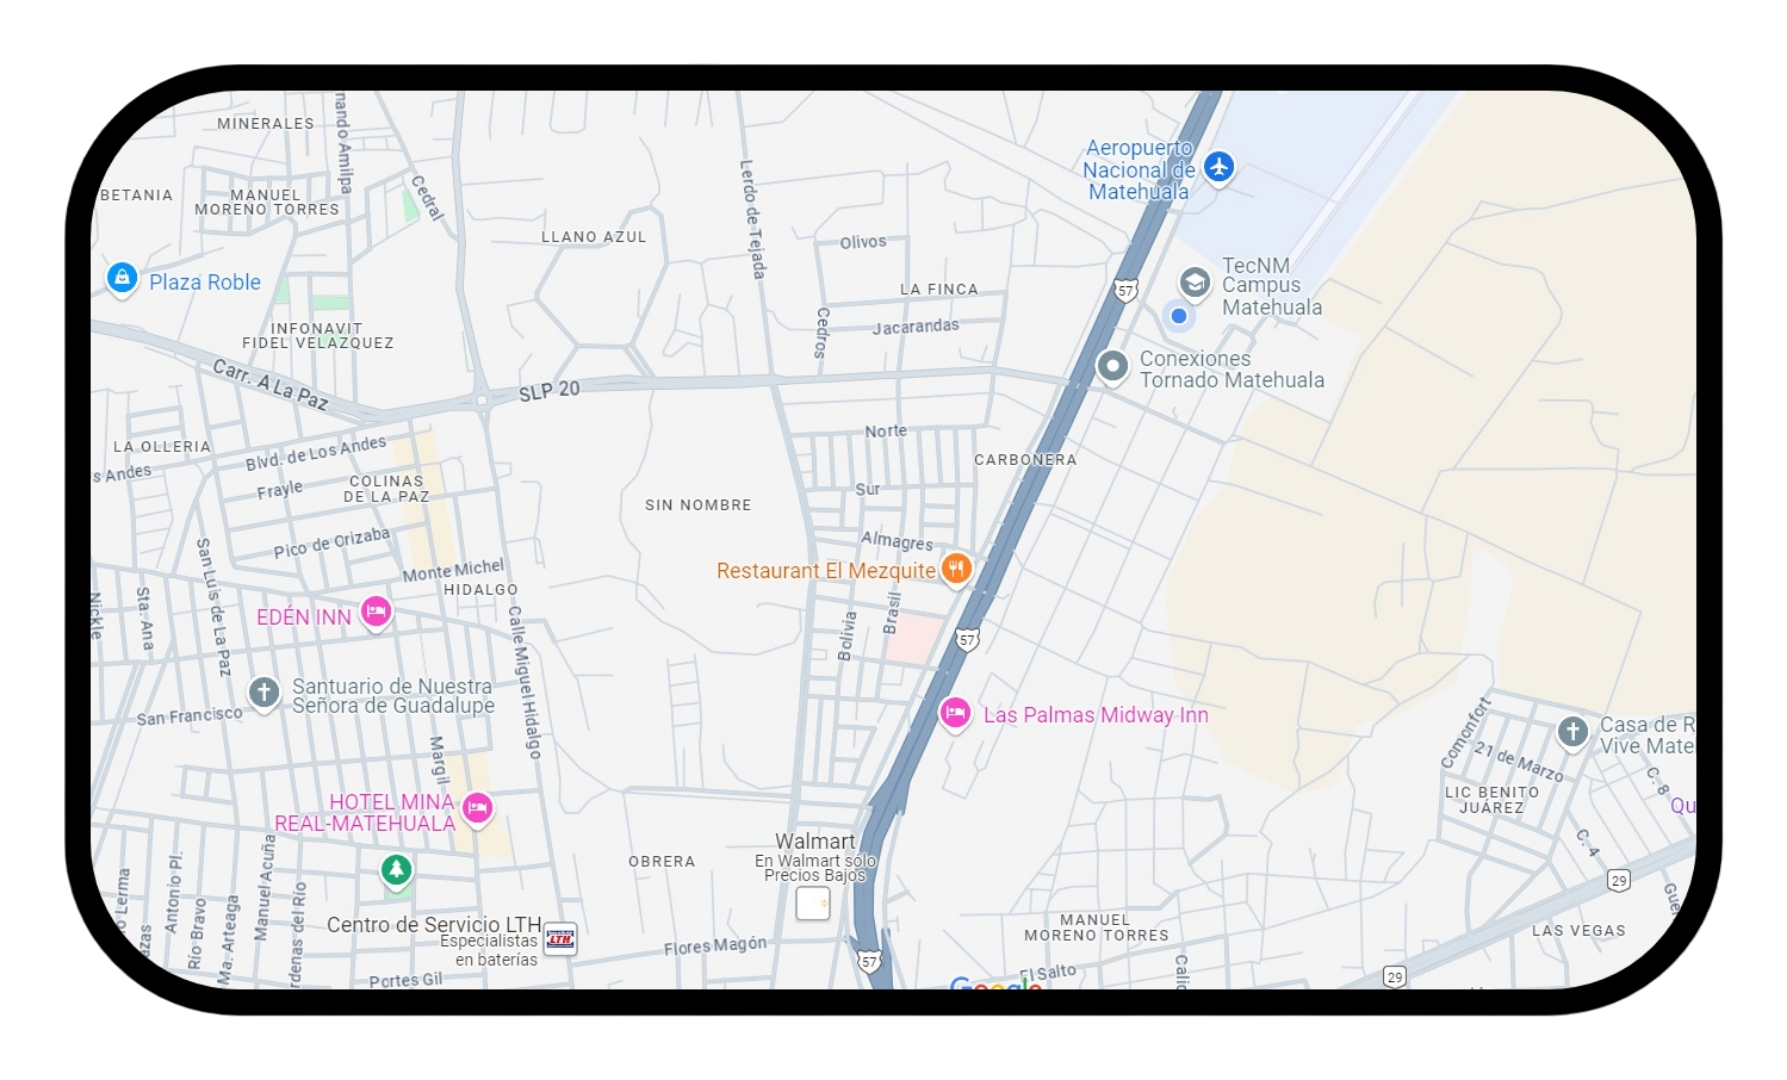 MINERALES
nando Amilpa
Cedral
BETANIA
MANUEL
MORENO TORRES
Plaza Roble
INFONAVIT
FIDEL VELAZQUEZ
Carr. A La Paz
SLP 20
LLANO AZUL
Lerdo de Tejada
Olivos
LA FINCA
Cedros
Jacarandas
Aeropuerto
Nacional de
Matehuala
57
TecNM
Campus
Matehuala
Conexiones
Tornado Matehuala
LA OLLERIA
s Andes
Blvd. de Los Andes
Frayle
COLINAS
DE LA PAZ
Pico de Orizaba
Monte Michel
HIDALGO
SIN NOMBRE
Norte
CARBONERA
Sur
Almagres
Restaurant El Mezquite
Brasil
Bolivia
57
Nickle
Sta. Ana
San Luis de La Paz
EDÉN INN
Calle Miguel Hidalgo
Santuario de Nuestra
Señora de Guadalupe
San Francisco
Las Palmas Midway Inn
Margil
HOTEL MINA
REAL-MATEHUALA
Comonfort
21 de Marzo
Casa de R
Vive Mate
C. 8
LIC BENITO
JUÁREZ
Qu
C. 4
Walmart
En Walmart sólo
Precios Bajos
OBRERA
o Lerma
Antonio Pl.
Manuel Acuña
Río Bravo
Ma. Arteaga
rdenas del Río
azas
Centro de Servicio LTH
Especialistas
en baterías
LTH
Portes Gil
Flores Magón
57
MANUEL
MORENO TORRES
El Salto
Calic
29
Guer
LAS VEGAS
29
Google